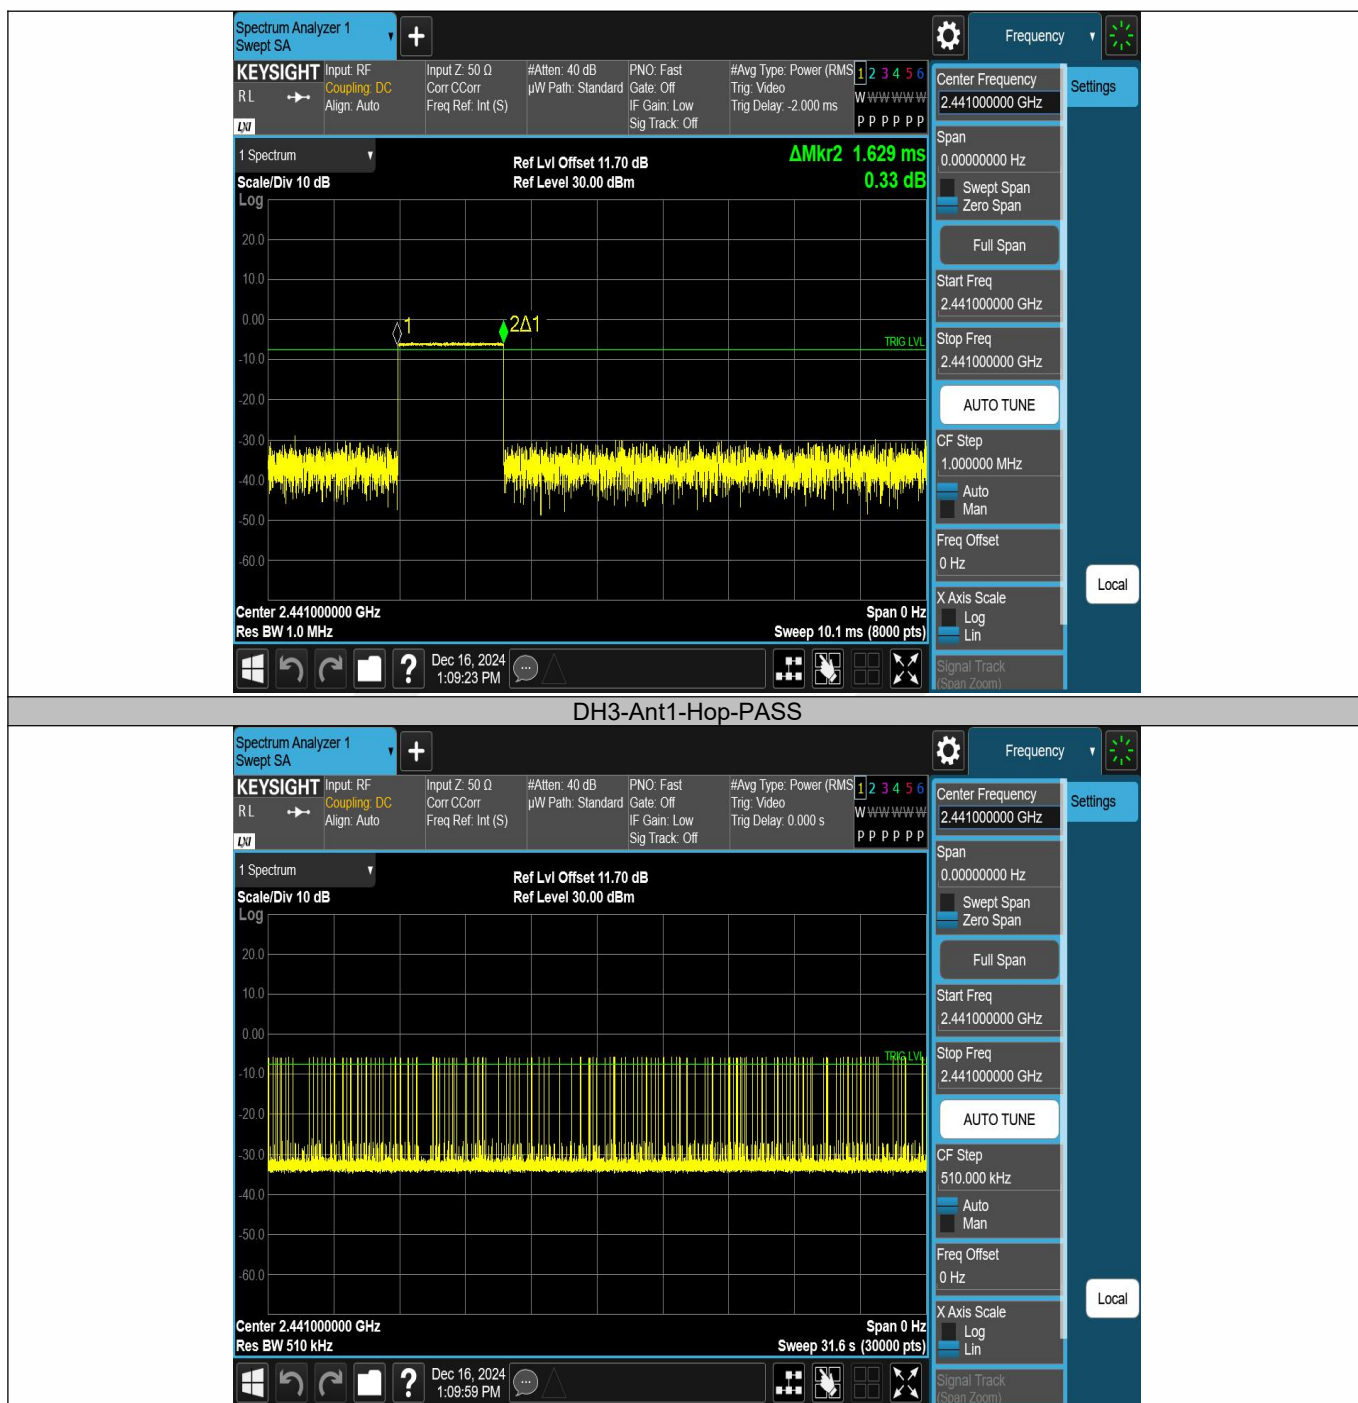 Spectrum Analyzer 1
Swept SA
Frequency
KEYSIGHT
RL
LXI
Input: RF
Coupling: DC
Align: Auto
Input Z: 50 Ω
Corr CCorr
Freq Ref: Int (S)
#Atten: 40 dB
µW Path: Standard
PNO: Fast
Gate: Off
IF Gain: Low
Sig Track: Off
#Avg Type: Power (RMS
Trig: Video
Trig Delay: -2.000 ms
1 2 3 4 5 6
W W W W W W
P P P P P P
1 Spectrum
Scale/Div 10 dB
Ref Lvl Offset 11.70 dB
Ref Level 30.00 dBm
ΔMkr2 1.629 ms
0.33 dB
Log
20.0
10.0
0.00
-10.0
-20.0
-30.0
-40.0
-50.0
-60.0
1
2Δ1
TRIG LVL
Center 2.441000000 GHz
Res BW 1.0 MHz
Span 0 Hz
Sweep 10.1 ms (8000 pts)
Center Frequency
2.441000000 GHz
Settings
Span
0.00000000 Hz
Swept Span
Zero Span
Full Span
Start Freq
2.441000000 GHz
Stop Freq
2.441000000 GHz
AUTO TUNE
CF Step
1.000000 MHz
Auto
Man
Freq Offset
0 Hz
Local
X Axis Scale
Log
Lin
Signal Track
(Span Zoom)
?
Dec 16, 2024
1:09:23 PM
DH3-Ant1-Hop-PASS
Spectrum Analyzer 1
Swept SA
Frequency
KEYSIGHT
RL
LXI
Input: RF
Coupling: DC
Align: Auto
Input Z: 50 Ω
Corr CCorr
Freq Ref: Int (S)
#Atten: 40 dB
µW Path: Standard
PNO: Fast
Gate: Off
IF Gain: Low
Sig Track: Off
#Avg Type: Power (RMS
Trig: Video
Trig Delay: 0.000 s
1 2 3 4 5 6
W W W W W W
P P P P P P
1 Spectrum
Scale/Div 10 dB
Ref Lvl Offset 11.70 dB
Ref Level 30.00 dBm
Log
20.0
10.0
0.00
-10.0
-20.0
-30.0
-40.0
-50.0
-60.0
TRIG LVL
Center 2.441000000 GHz
Res BW 510 kHz
Span 0 Hz
Sweep 31.6 s (30000 pts)
Center Frequency
2.441000000 GHz
Settings
Span
0.00000000 Hz
Swept Span
Zero Span
Full Span
Start Freq
2.441000000 GHz
Stop Freq
2.441000000 GHz
AUTO TUNE
CF Step
510.000 kHz
Auto
Man
Freq Offset
0 Hz
Local
X Axis Scale
Log
Lin
Signal Track
(Span Zoom)
?
Dec 16, 2024
1:09:59 PM